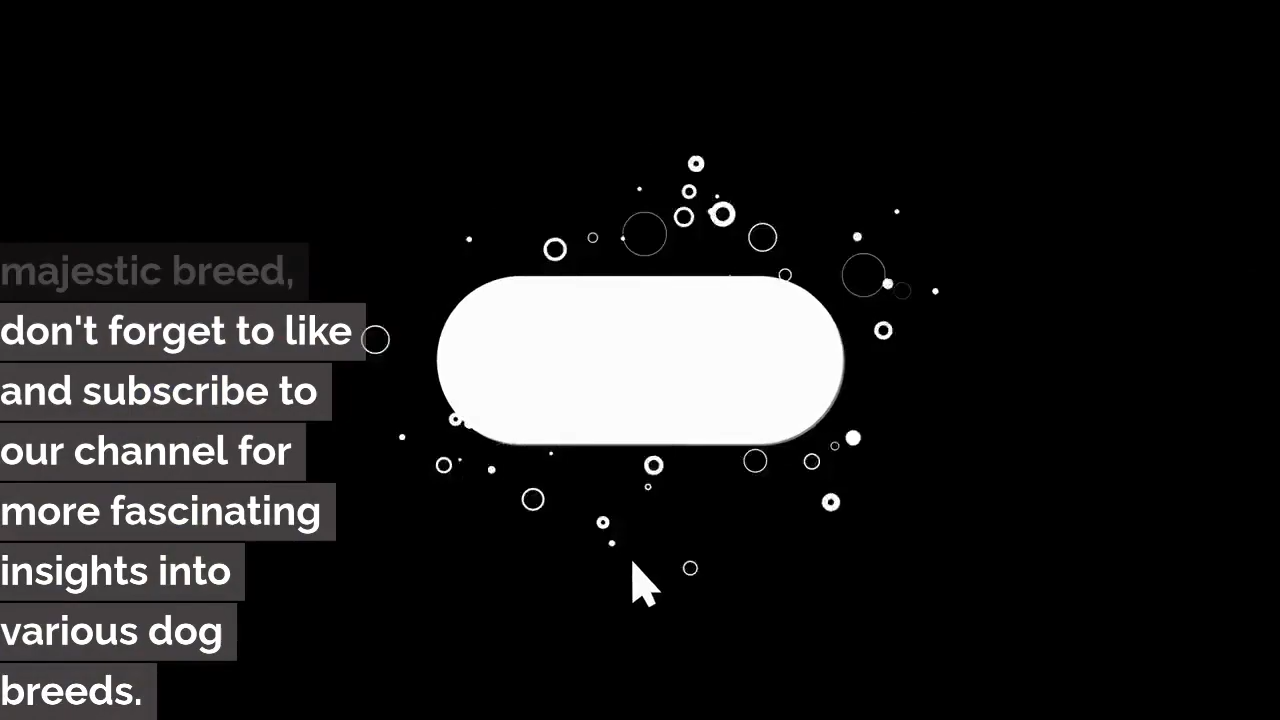 majestic breed,
don't forget to like
and subscribe to
our channel for
more fascinating
insights into
various dog
breeds.